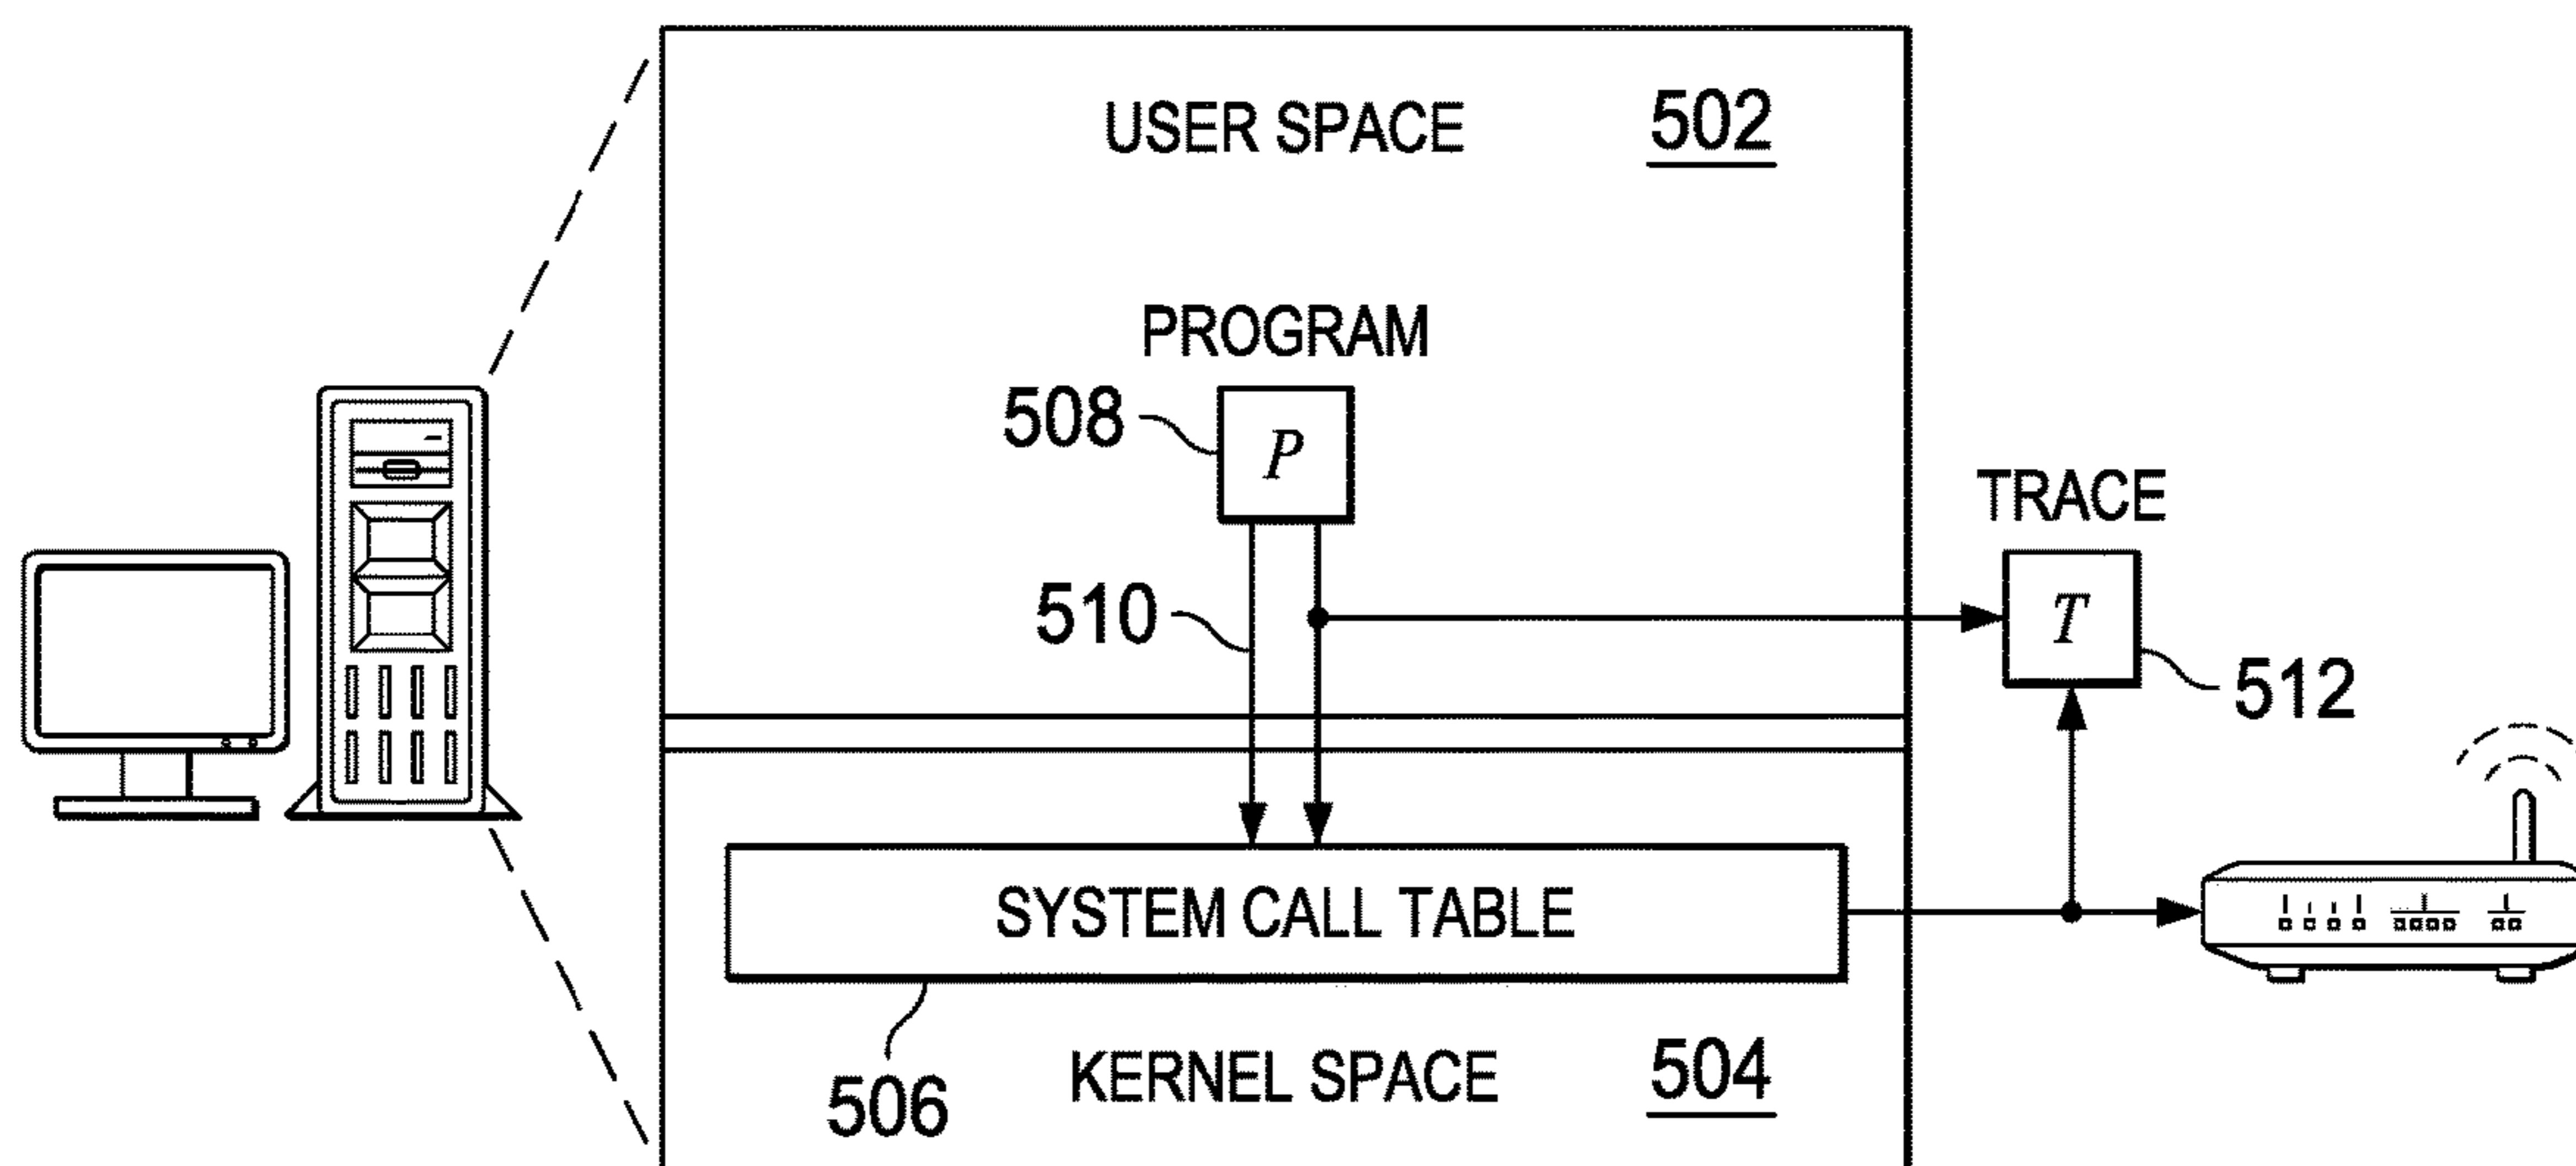 USER SPACE 502
PROGRAM
508
P
TRACE
510
T
512
SYSTEM CALL TABLE
506
KERNEL SPACE 504